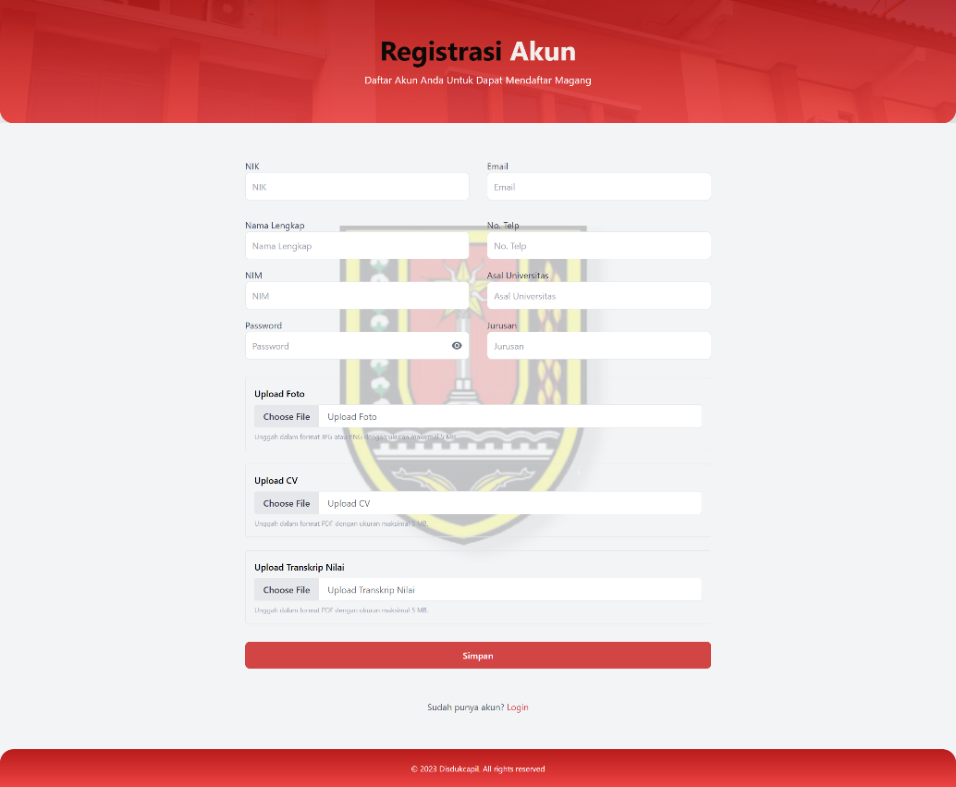 Registrasi Akun
Daftar Akun Anda Untuk Dapat Mendaftar Magang
NIK
Email
NIK
Email
Nama Lengkap
No. Telp
Nama Lengkap
No. Telp
NIM
Asal Universitas
NIM
Asal Universitas
Password
Jurusan
Password
Jurusan
Upload Foto
Choose File Upload Foto
Unggah dalam format JPG atau PNG dengan ukuran maksimal 5 MB.
Upload CV
Choose File Upload CV
Unggah dalam format PDF dengan ukuran maksimal 5 MB.
Upload Transkrip Nilai
Choose File Upload Transkrip Nilai
Unggah dalam format PDF dengan ukuran maksimal 5 MB.
Simpan
Sudah punya akun? Login
© 2023 Disdukcapil. All rights reserved